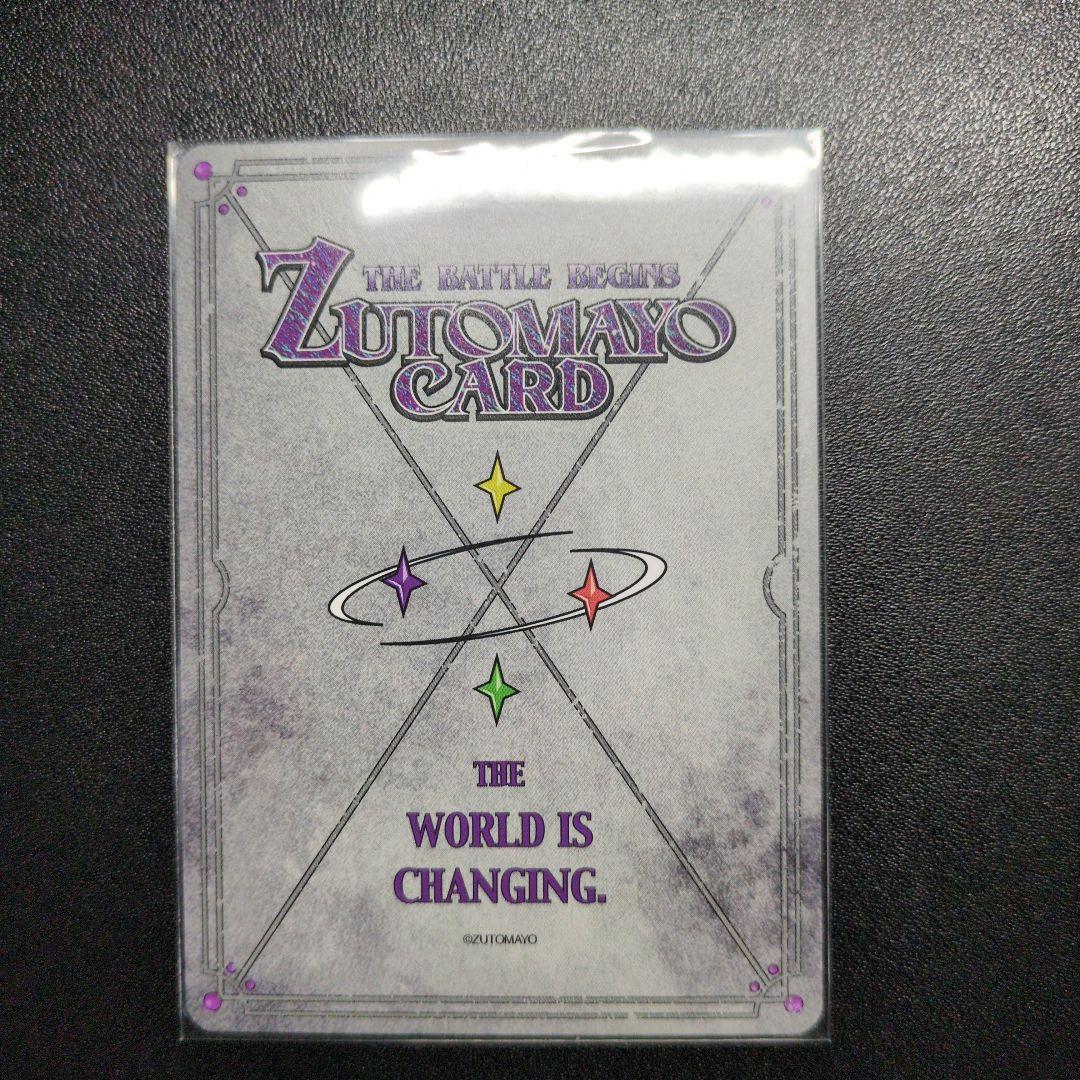 THE BATTLE BEGINS
ZUTOMAYO
CARD
THE
WORLD IS
CHANGING.
©ZUTOMAYO